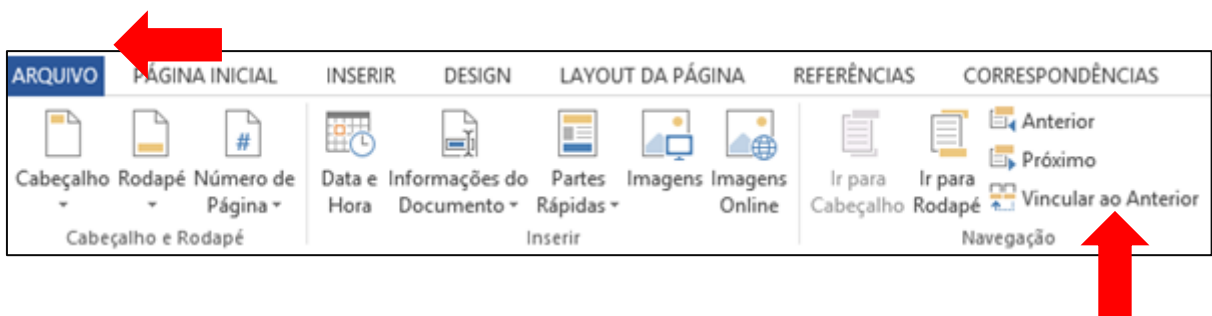 ARQUIVO PÁGINA INICIAL INSERIR DESIGN LAYOUT DA PÁGINA REFERÊNCIAS CORRESPONDÊNCIAS
Cabeçalho Rodapé Número de Página
#
Data e Hora Informações do Documento Partes Rápidas Imagens Imagens Online
Ir para Cabeçalho Ir para Rodapé
Anterior
Próximo
Vincular ao Anterior
Cabeçalho e Rodapé Inserir Navegação